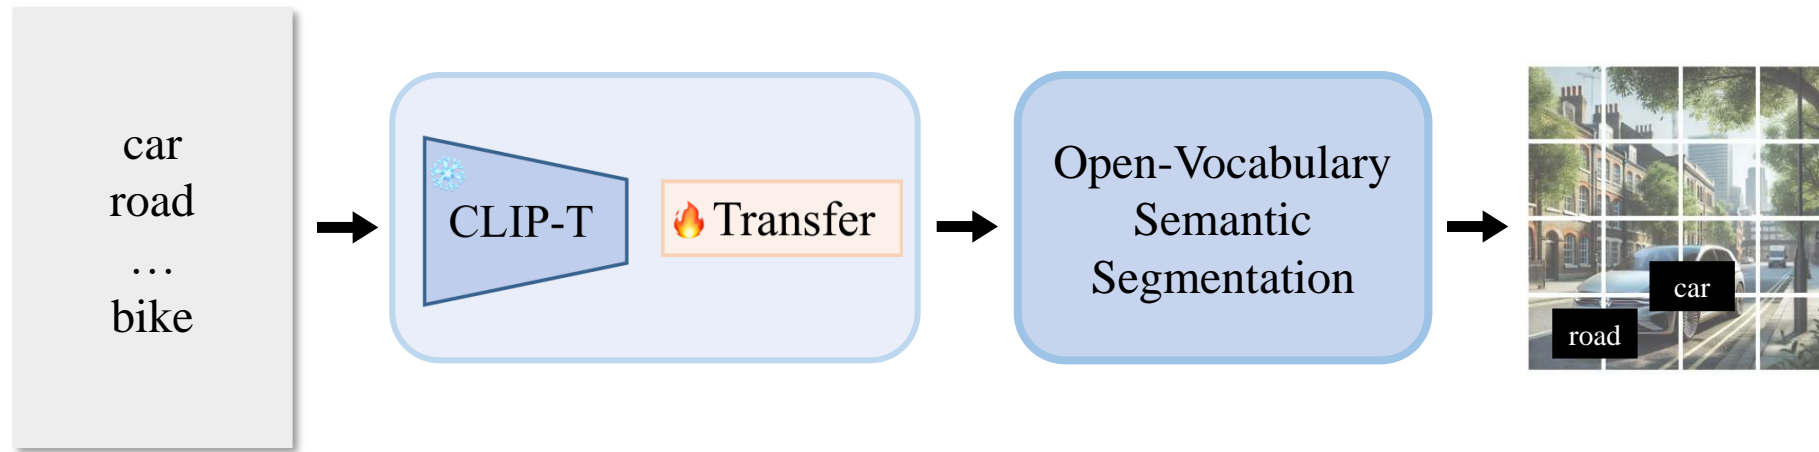 car
road
...
bike
CLIP-T
Transfer
Open-Vocabulary
Semantic
Segmentation
car
road